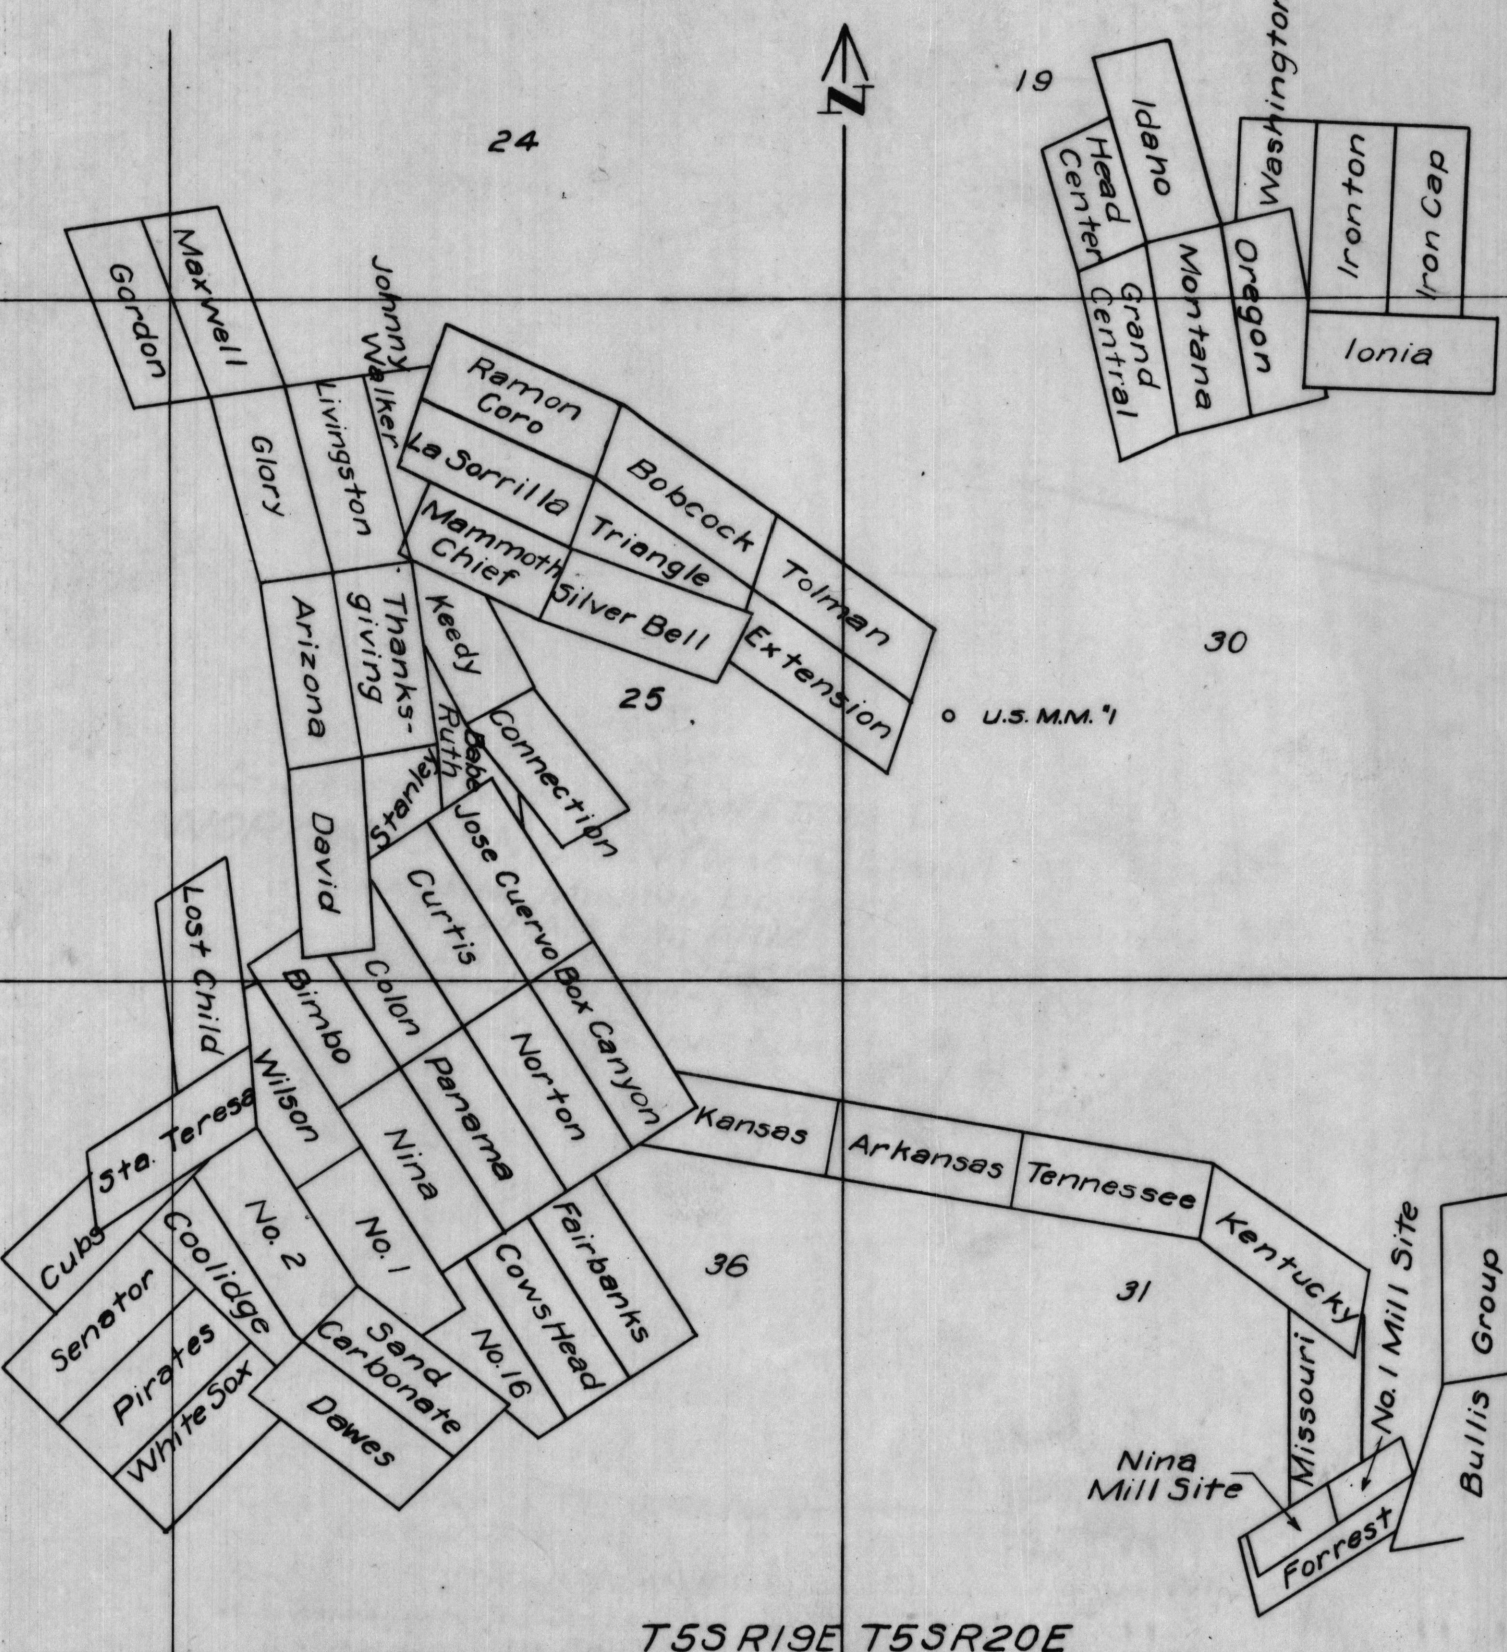 Washington
19
Idaho
24
N
Head
Center
Ironton
Iron Cap
Maxwell
Gordon
Oregon
Montana
Grand
Central
Ionia
Johnny
Walker
Ramon
Coro
Livingston
Glory
La Sorrilla
Bobcock
Mammoth
Chief
Triangle
Tolman
Silver Bell
Extension
Keedy
Thanks-
giving
Arizona
30
25
U.S. M.M. #1
Connection
Babe
Ruth
Stanley
David
Jose Cuervo
Curtis
Lost Child
Box Canyon
Colon
Bimbo
Norton
Panama
Wilson
Sta. Teresa
Nina
Kansas
Arkansas
Tennessee
Kentucky
No. 1 Mill Site
Cubs
Coolidge
No. 2
No. 1
Fairbanks
Cows Head
36
31
Senator
Pirates
White Sox
Sand
Carbonate
No. 16
Dawes
Missouri
Bullis Group
Nina
Mill Site
Forrest
T5S R19E T5S R20E